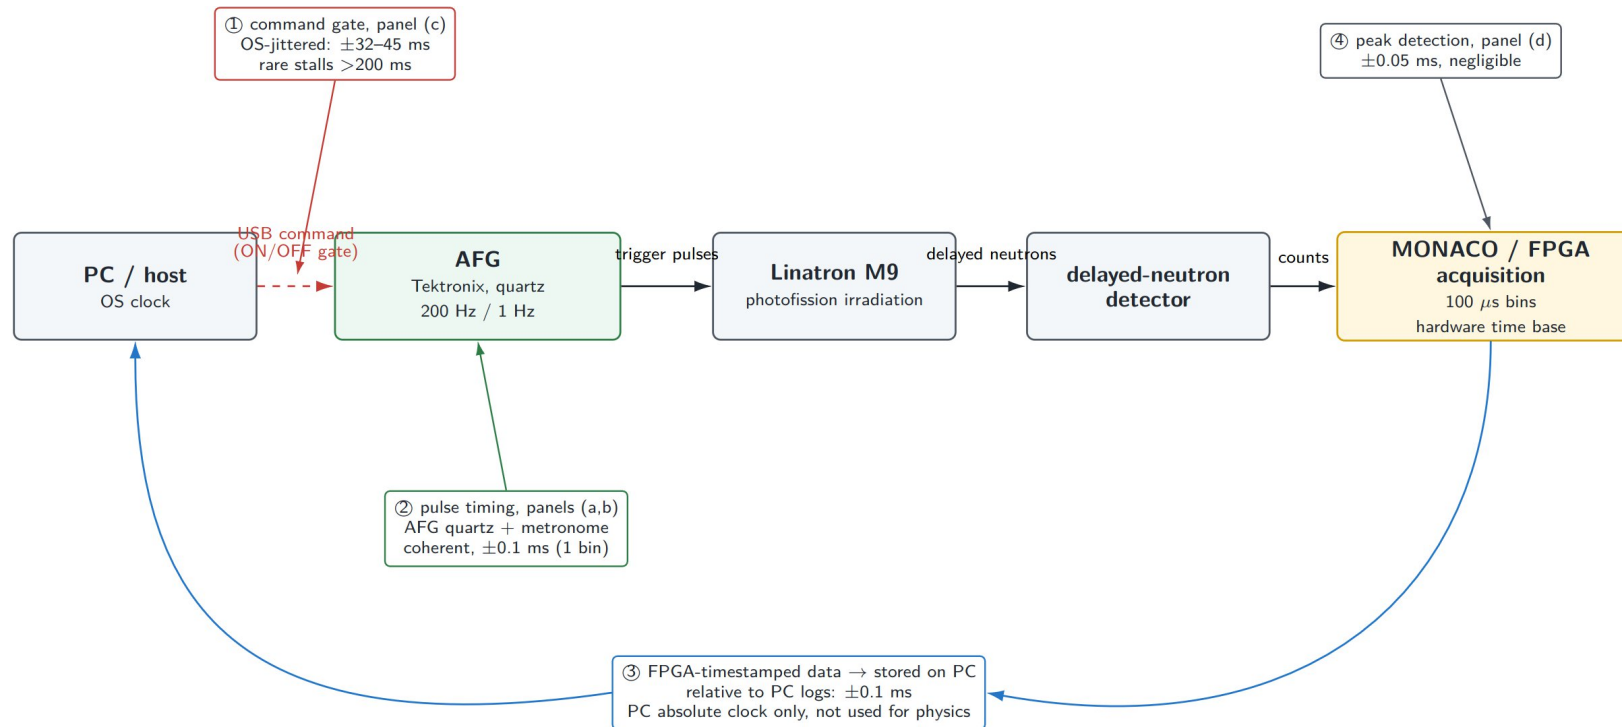 ① command gate, panel (c)
OS-jittered: ±32–45 ms
rare stalls >200 ms
④ peak detection, panel (d)
±0.05 ms, negligible
PC / host
OS clock
USB command
(ON/OFF gate)
AFG
Tektronix, quartz
200 Hz / 1 Hz
trigger pulses
Linatron M9
photofission irradiation
delayed neutrons
delayed-neutron
detector
counts
MONACO / FPGA
acquisition
100 μs bins
hardware time base
② pulse timing, panels (a,b)
AFG quartz + metronome
coherent, ±0.1 ms (1 bin)
③ FPGA-timestamped data → stored on PC
relative to PC logs: ±0.1 ms
PC absolute clock only, not used for physics